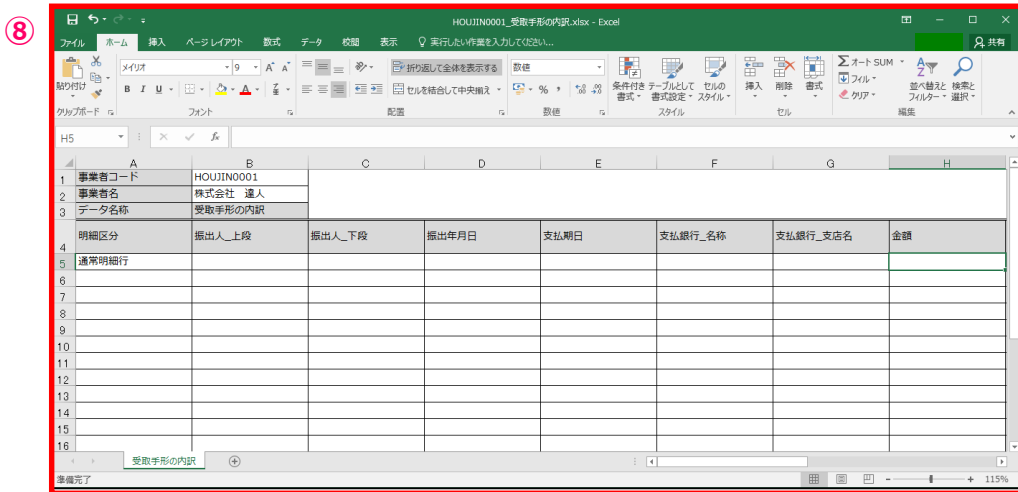 ⑧
HOUJIN0001_受取手形の内訳.xlsx - Excel
ファイル ホーム 挿入 ページ レイアウト 数式 データ 校閲 表示 実行したい作業を入力してください... 共有
メイリオ 9 A A 折り返して全体を表示する 数値 オート SUM
貼り付け B I U A セルを結合して中央揃え % 条件付き書式 テーブルとして書式設定 セルのスタイル 挿入 削除 書式 フィル クリア 並べ替えとフィルター 検索と選択
クリップボード フォント 配置 数値 スタイル セル 編集
H5 fx
A B C D E F G H
1 事業者コード HOUJIN0001
2 事業者名 株式会社 達人
3 データ名称 受取手形の内訳
4 明細区分 振出人_上段 振出人_下段 振出年月日 支払期日 支払銀行_名称 支払銀行_支店名 金額
5 通常明細行
6
7
8
9
10
11
12
13
14
15
16
受取手形の内訳
準備完了 115%